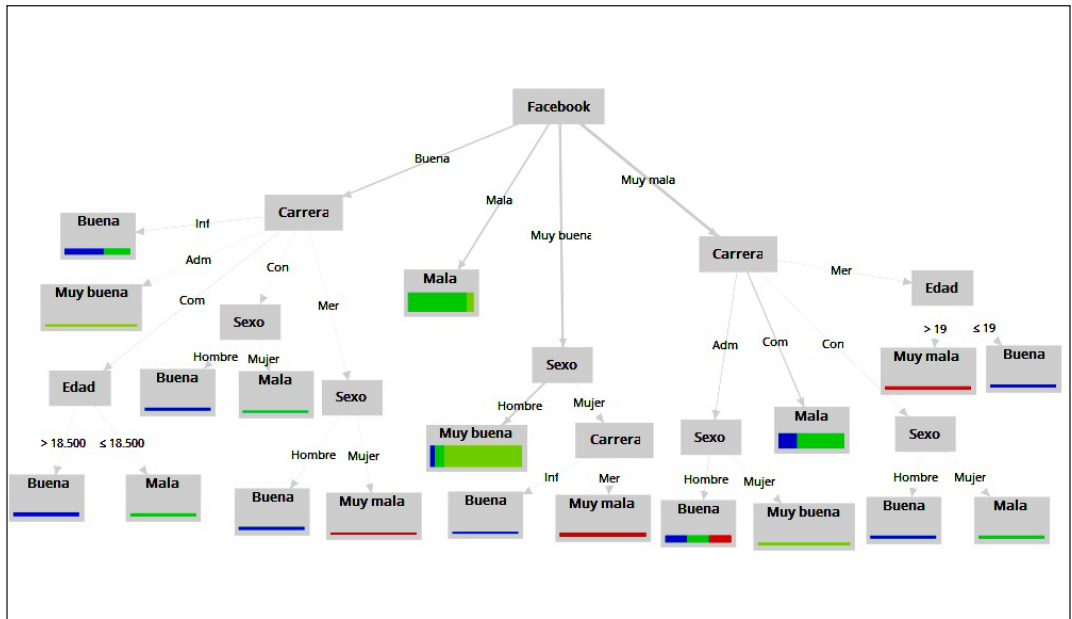 Facebook
Buena
Mala
Muy buena
Muy mala
Carrera
Inf
Adm
Com
Con
Mer
Buena
Muy buena
Edad
> 18.500
≤ 18.500
Buena
Mala
Sexo
Hombre
Mujer
Buena
Mala
Sexo
Hombre
Mujer
Buena
Muy mala
Mala
Sexo
Hombre
Mujer
Muy buena
Carrera
Inf
Mer
Buena
Muy mala
Carrera
Adm
Com
Con
Mer
Sexo
Hombre
Mujer
Buena
Muy buena
Mala
Sexo
Hombre
Mujer
Buena
Mala
Edad
> 19
≤ 19
Muy mala
Buena